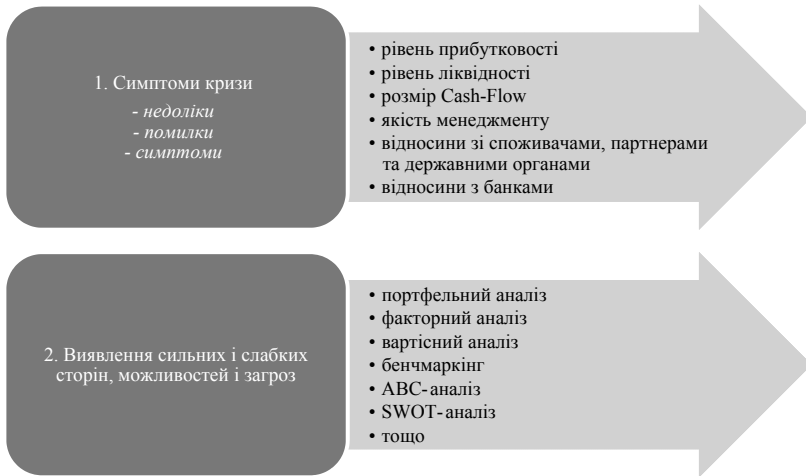 1. Симптоми кризи
- недоліки
- помилки
- симптоми
• рівень прибутковості
• рівень ліквідності
• розмір Cash-Flow
• якість менеджменту
• відносини зі споживачами, партнерами
та державними органами
• відносини з банками
2. Виявлення сильних і слабких
сторін, можливостей і загроз
• портфельний аналіз
• факторний аналіз
• вартісний аналіз
• бенчмаркінг
• ABC-аналіз
• SWOT-аналіз
• тощо